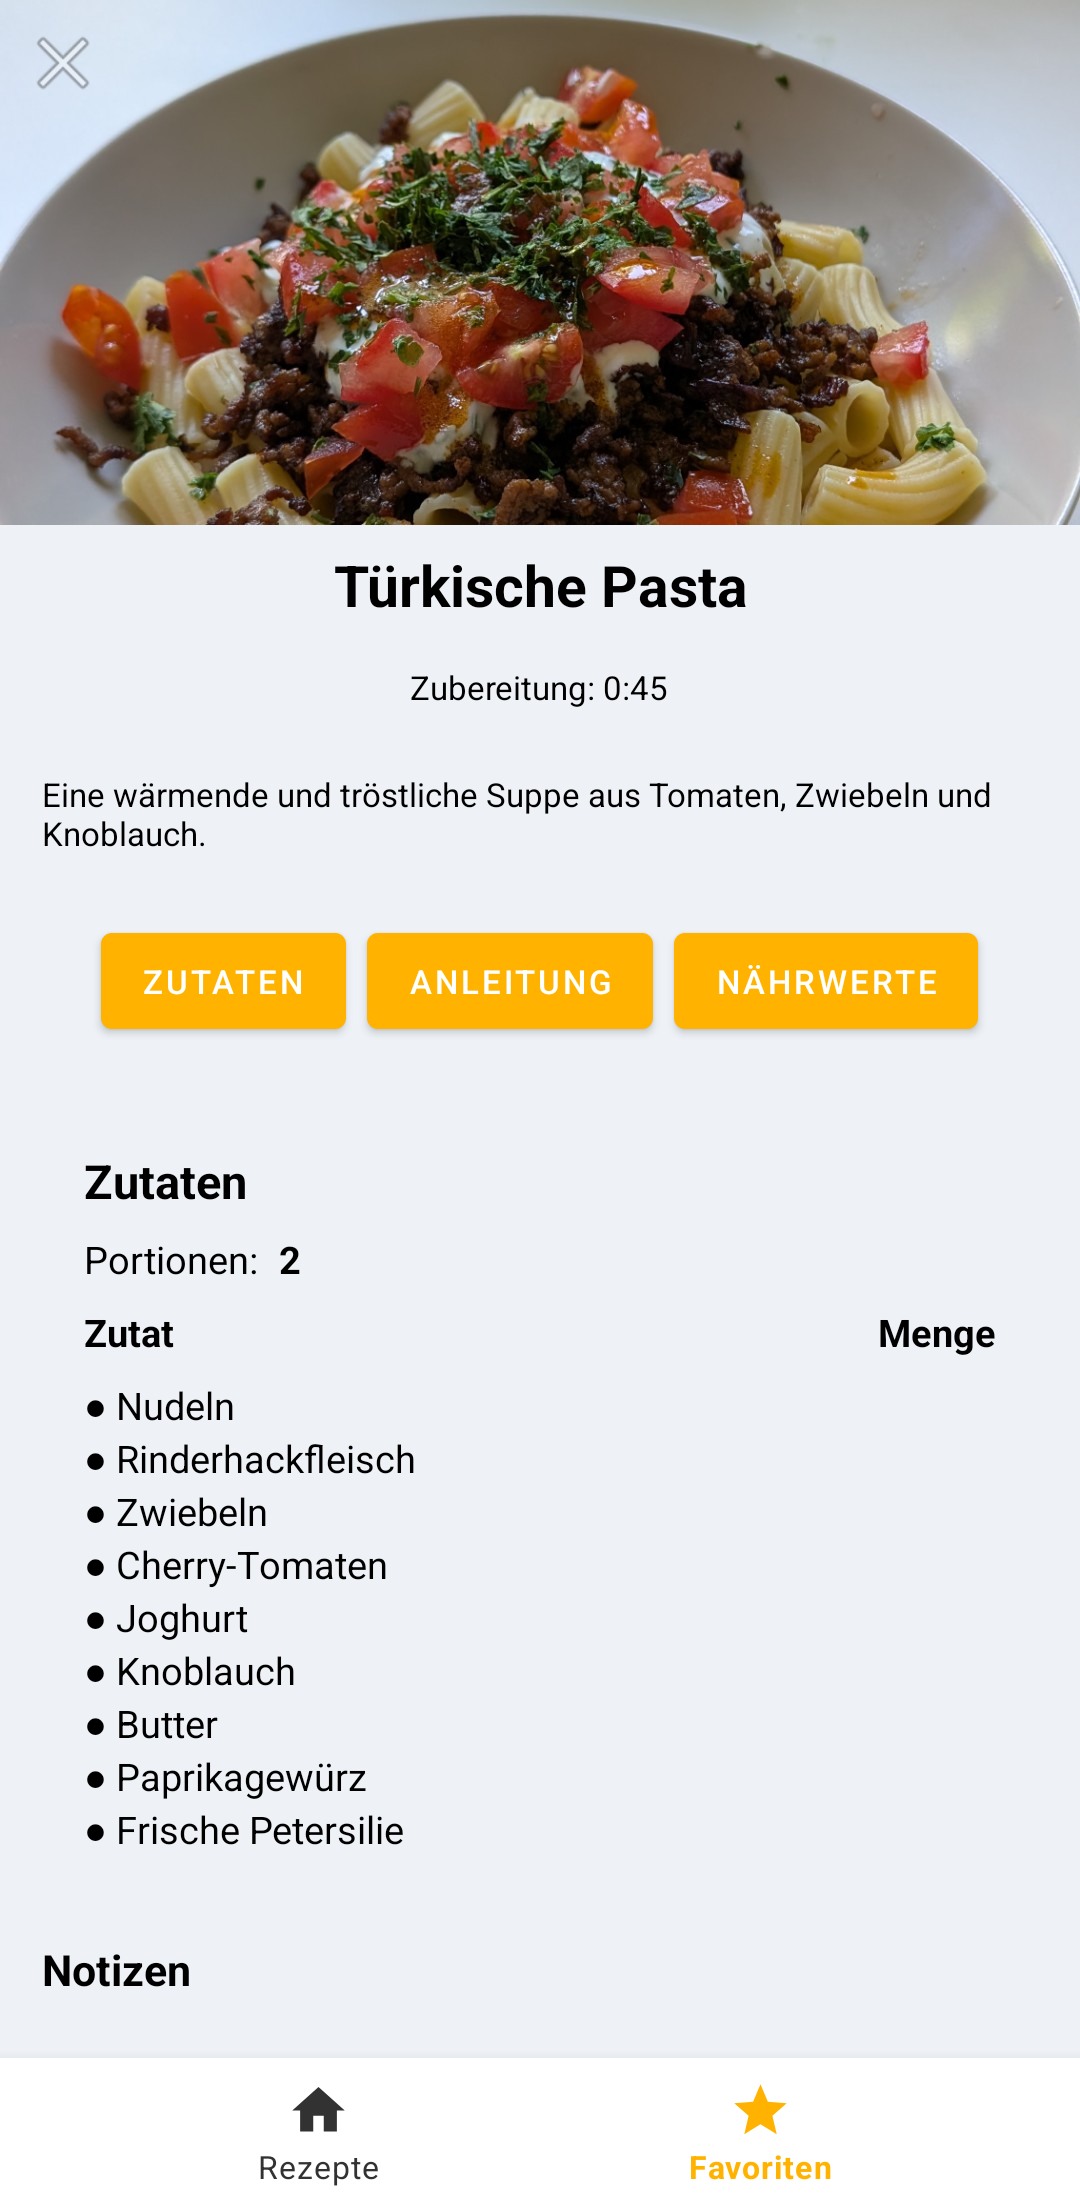 Türkische Pasta
Zubereitung: 0:45
Eine wärmende und tröstliche Suppe aus Tomaten, Zwiebeln und
Knoblauch.
ZUTATEN ANLEITUNG NÄHRWERTE
Zutaten
Portionen: 2
Zutat Menge
● Nudeln
● Rinderhackfleisch
● Zwiebeln
● Cherry-Tomaten
● Joghurt
● Knoblauch
● Butter
● Paprikagewürz
● Frische Petersilie
Notizen
Rezepte Favoriten